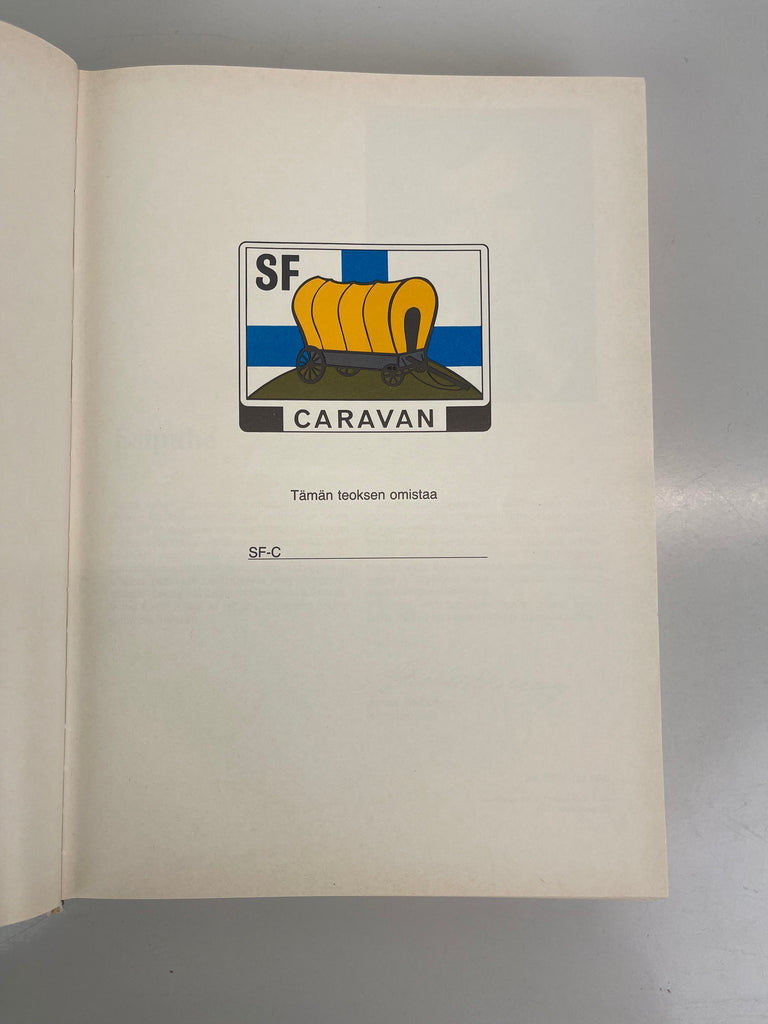 SF
CARAVAN
Tämän teoksen omistaa
SF-C